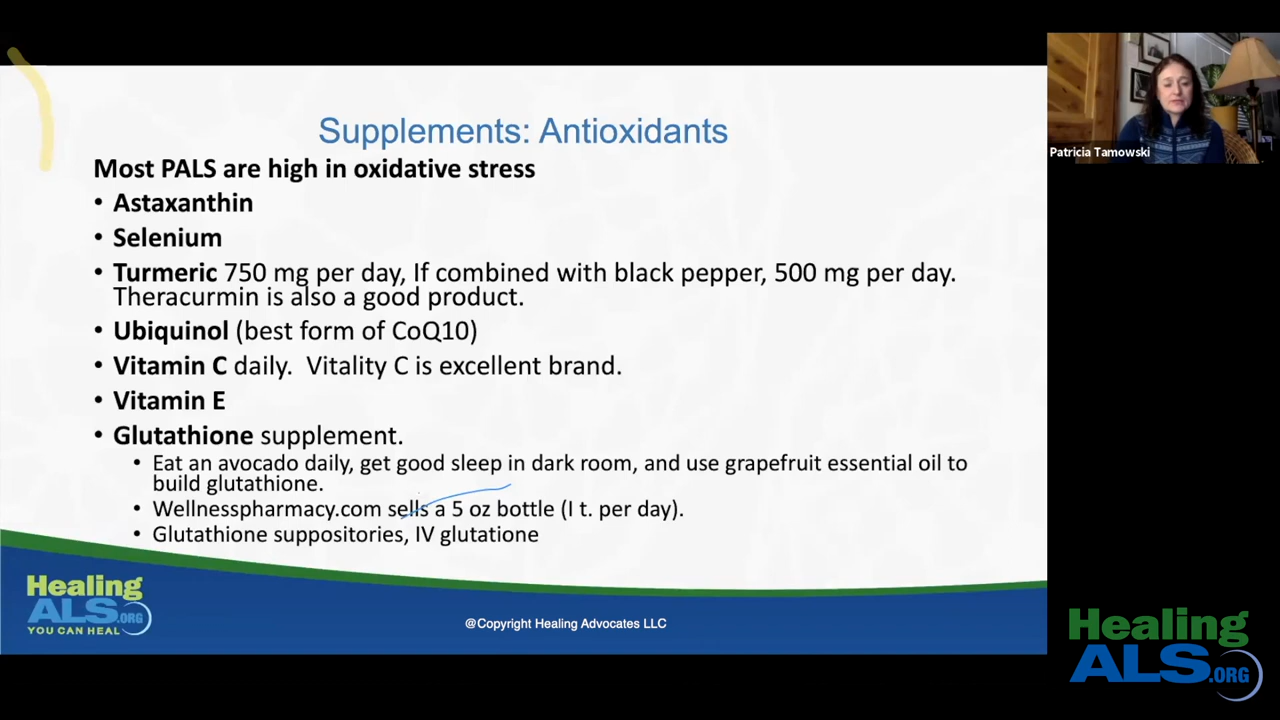 Supplements: Antioxidants
Most PALS are high in oxidative stress
• Astaxanthin
• Selenium
• Turmeric 750 mg per day, If combined with black pepper, 500 mg per day.
Theracurmin is also a good product.
• Ubiquinol (best form of CoQ10)
• Vitamin C daily.  Vitality C is excellent brand.
• Vitamin E
• Glutathione supplement.
• Eat an avocado daily, get good sleep in dark room, and use grapefruit essential oil to
build glutathione.
• Wellnesspharmacy.com sells a 5 oz bottle (I t. per day).
• Glutathione suppositories, IV glutatione
Healing
ALS.ORG
YOU CAN HEAL
@Copyright Healing Advocates LLC
Patricia Tamowski
Healing
ALS.ORG